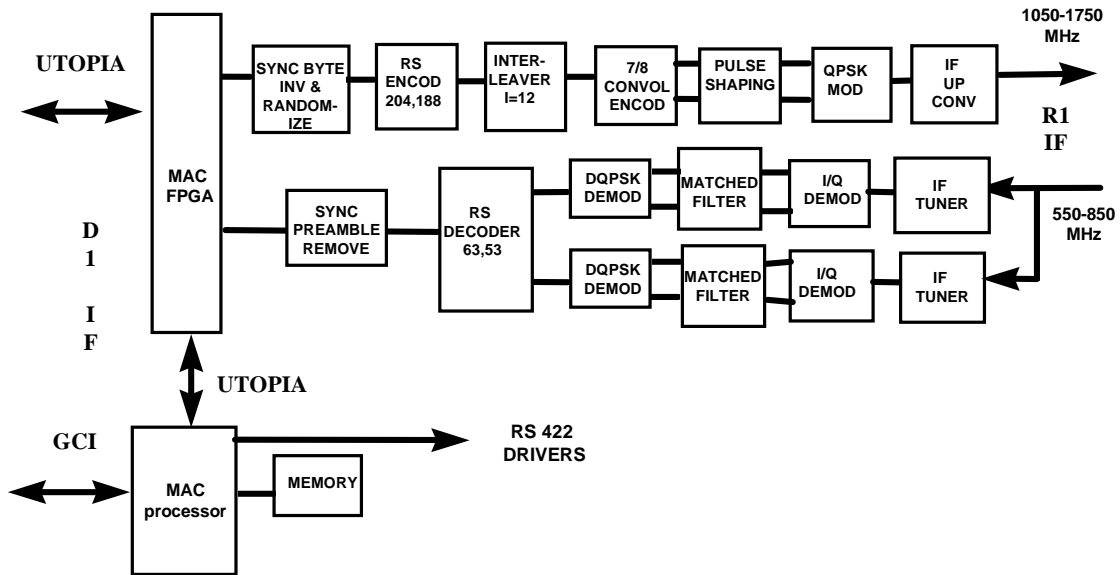 1050-1750
MHz
UTOPIA
SYNC BYTE
INV &
RANDOM-
IZE
RS
ENCOD
204,188
INTER-
LEAVER
I=12
7/8
CONVOL
ENCOD
PULSE
SHAPING
QPSK
MOD
IF
UP
CONV
R1
IF
MAC
FPGA
SYNC
PREAMBLE
REMOVE
RS
DECODER
63,53
DQPSK
DEMOD
MATCHED
FILTER
I/Q
DEMOD
IF
TUNER
550-850
MHz
DQPSK
DEMOD
MATCHED
FILTER
I/Q
DEMOD
IF
TUNER
D
1
I
F
UTOPIA
GCI
RS 422
DRIVERS
MAC
processor
MEMORY